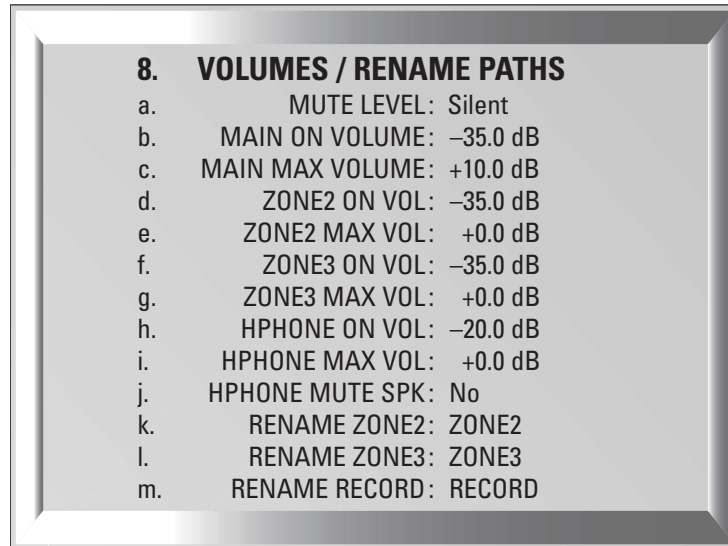 8. VOLUMES / RENAME PATHS
a. MUTE LEVEL: Silent
b. MAIN ON VOLUME: –35.0 dB
c. MAIN MAX VOLUME: +10.0 dB
d. ZONE2 ON VOL: –35.0 dB
e. ZONE2 MAX VOL: +0.0 dB
f. ZONE3 ON VOL: –35.0 dB
g. ZONE3 MAX VOL: +0.0 dB
h. HPHONE ON VOL: –20.0 dB
i. HPHONE MAX VOL: +0.0 dB
j. HPHONE MUTE SPK: No
k. RENAME ZONE2: ZONE2
l. RENAME ZONE3: ZONE3
m. RENAME RECORD: RECORD